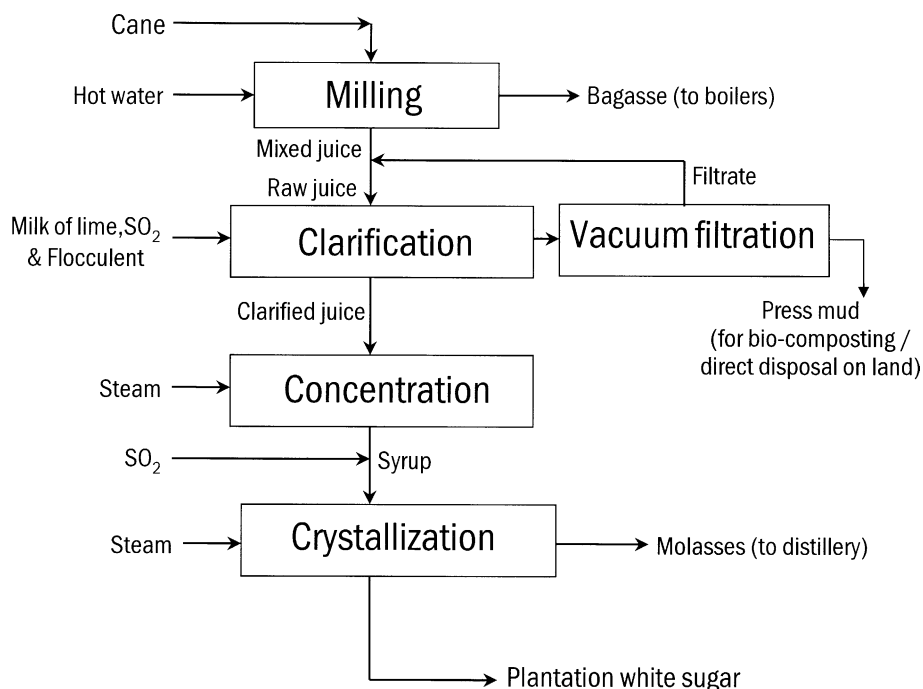 Cane
Milling
Hot water
Bagasse (to boilers)
Mixed juice
Filtrate
Raw juice
Milk of lime,SO₂
& Flocculent
Clarification
Vacuum filtration
Clarified juice
Press mud
(for bio-composting /
direct disposal on land)
Steam
Concentration
SO₂
Syrup
Steam
Crystallization
Molasses (to distillery)
Plantation white sugar